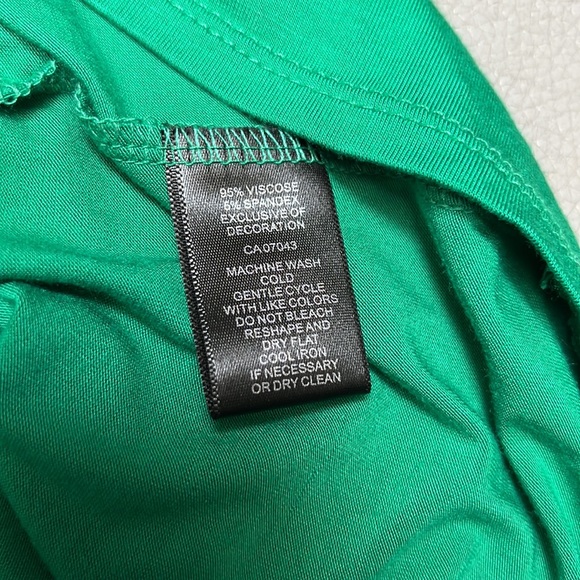 95% VISCOSE
5% SPANDEX
EXCLUSIVE OF
DECORATION
CA 07043
MACHINE WASH
COLD
GENTLE CYCLE
WITH LIKE COLORS
DO NOT BLEACH
RESHAPE AND
DRY FLAT
COOL IRON
IF NECESSARY
OR DRY CLEAN